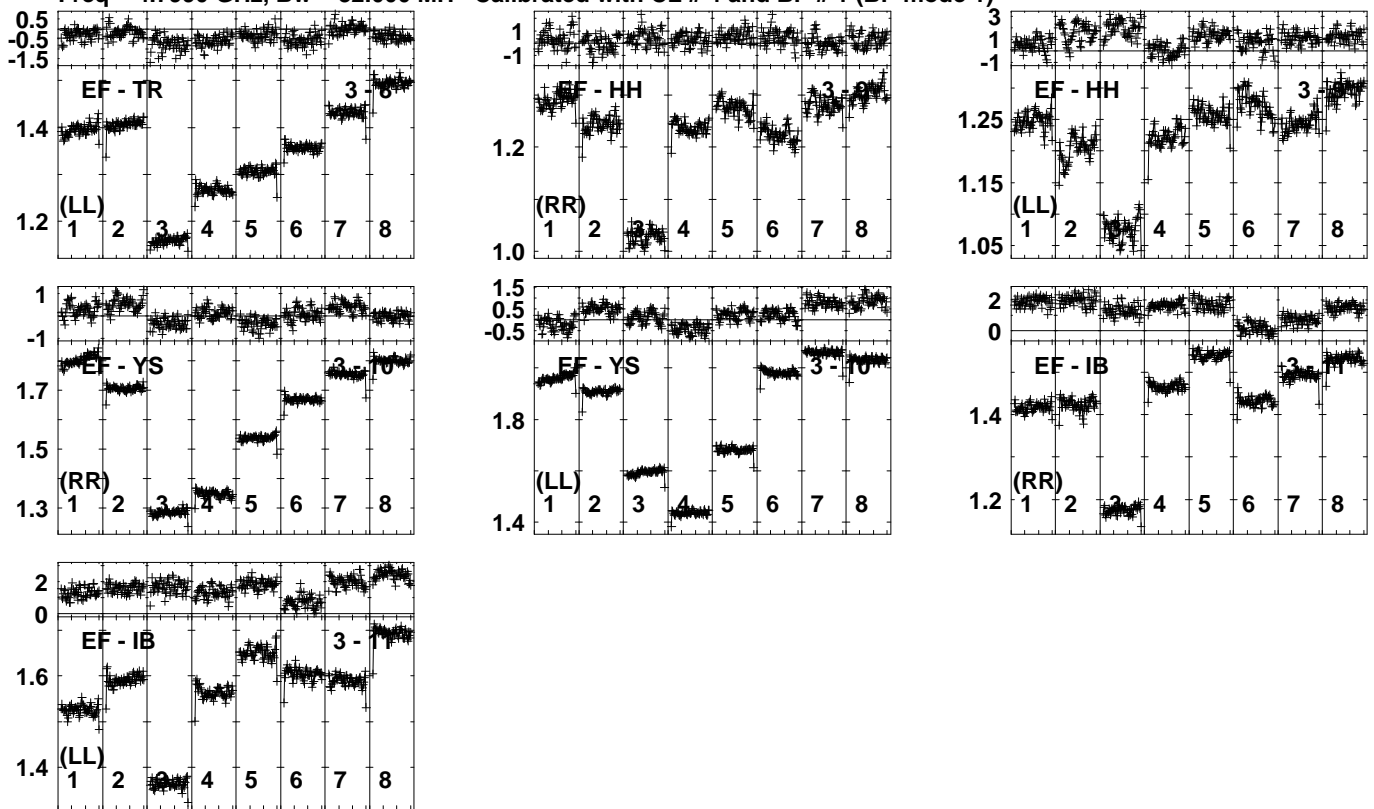 0.5
-0.5
-1.5
EF - TR
1.4
1.2
(LL)
1 2 3 4 5 6 7 8
1
-1
EF - HH
1.2
1.0
(RR)
1 2 4 5 6 7 8
3
1
-1
EF - HH
1.25
1.15
1.05
(LL)
1 2 4 5 6 7 8
1
-1
EF - YS 3 - 10
1.7
1.5
1.3
(RR)
1 2 3 4 5 6 7 8
1.5
0.5
-0.5
EF - YS 3 - 10
1.8
1.4
(LL)
1 2 3 4 5 6 7 8
2
0
EF - IB 3 - 11
1.4
1.2
(RR)
1 2 3 4 5 6 7 8
2
0
EF - IB 3 - 11
1.6
1.4
(LL)
1 2 3 4 5 6 7 8